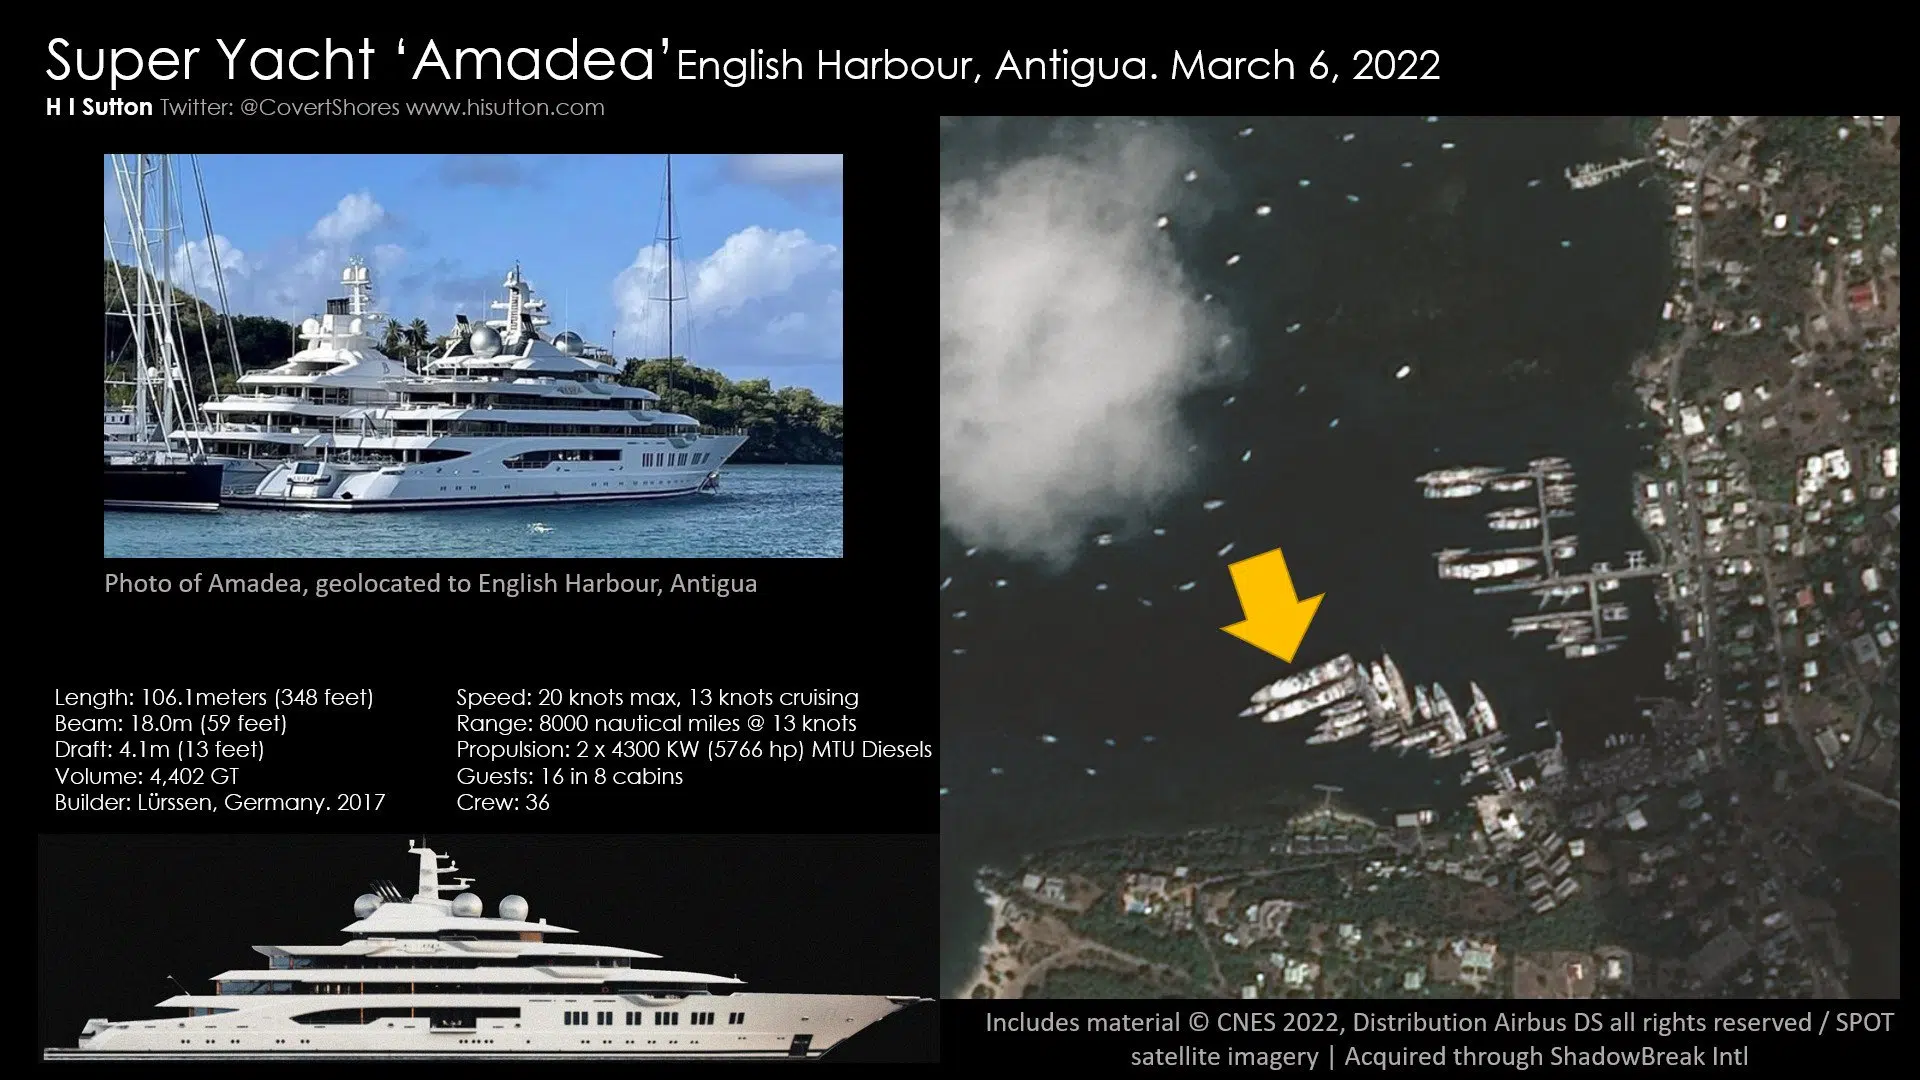 Super Yacht ‘Amadea’ English Harbour, Antigua. March 6, 2022
H I Sutton Twitter: @CovertShores www.hisutton.com
Photo of Amadea, geolocated to English Harbour, Antigua
Length: 106.1meters (348 feet)
Beam: 18.0m (59 feet)
Draft: 4.1m (13 feet)
Volume: 4,402 GT
Builder: Lürssen, Germany. 2017
Speed: 20 knots max, 13 knots cruising
Range: 8000 nautical miles @ 13 knots
Propulsion: 2 x 4300 KW (5766 hp) MTU Diesels
Guests: 16 in 8 cabins
Crew: 36
Includes material © CNES 2022, Distribution Airbus DS all rights reserved / SPOT
satellite imagery | Acquired through ShadowBreak Intl